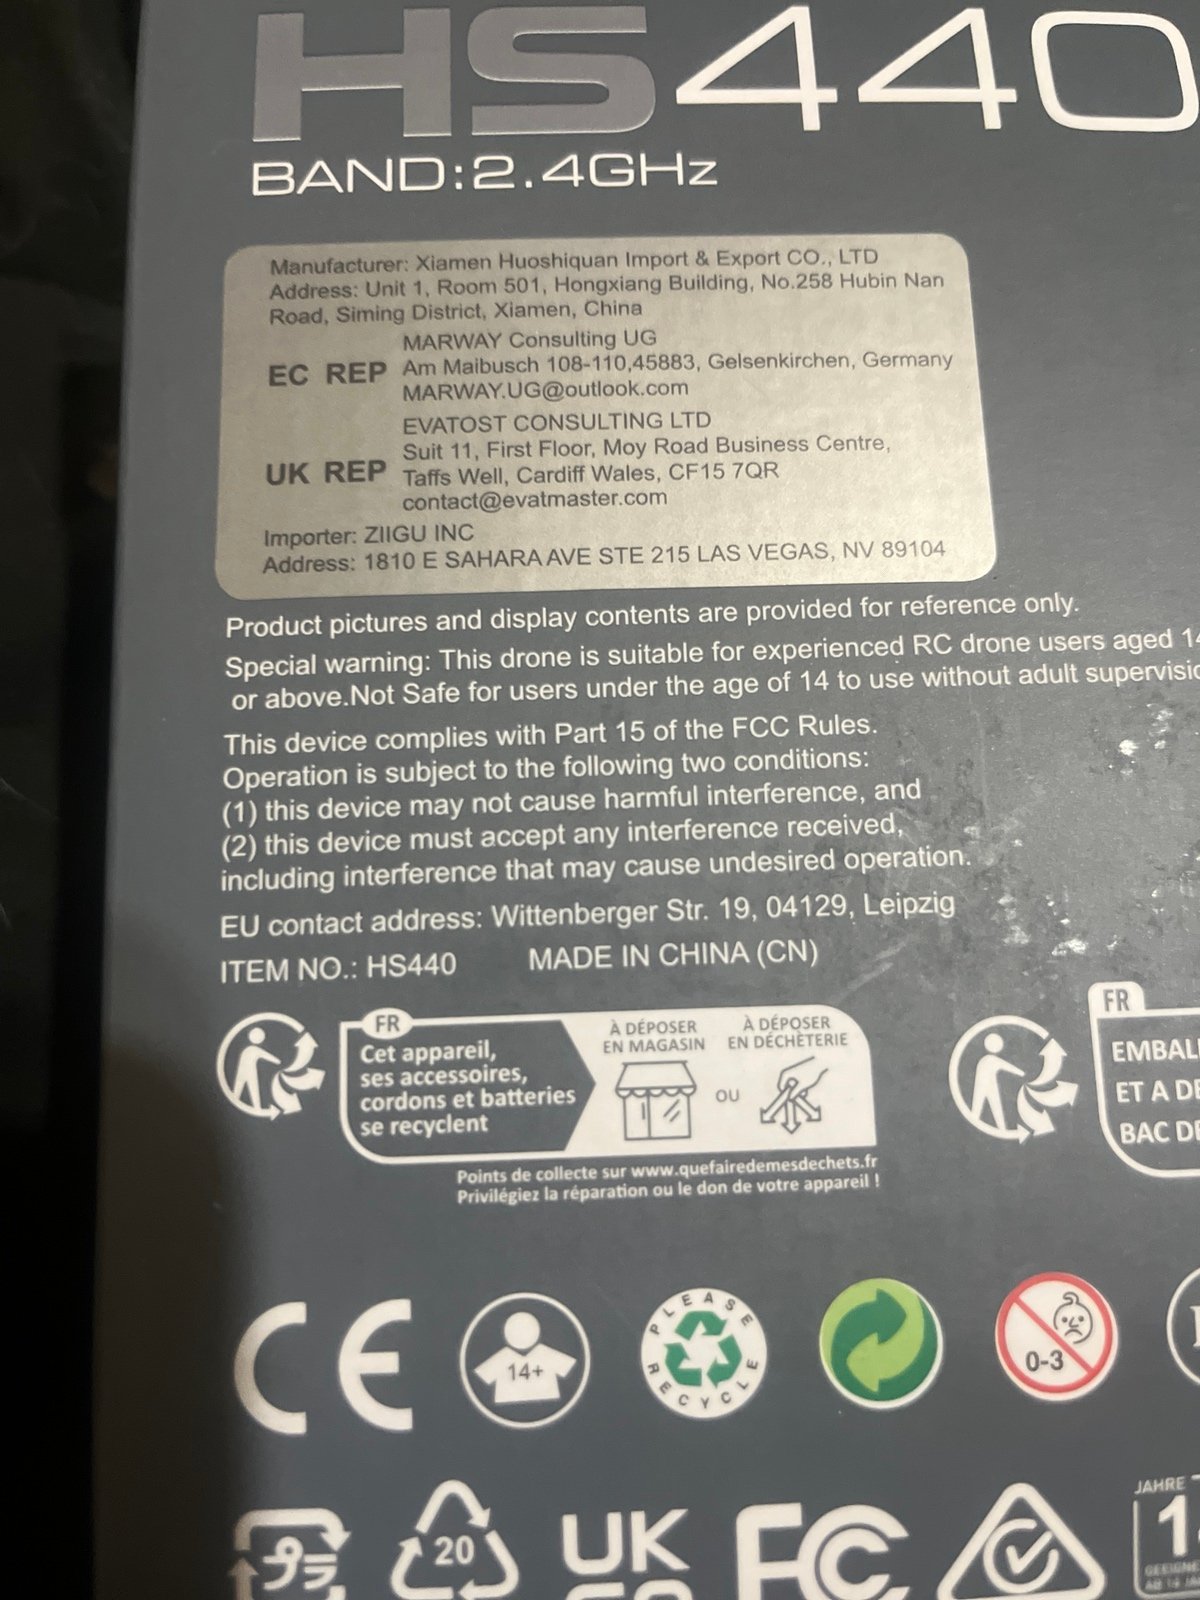 HS440
BAND:2.4GHz
Manufacturer: Xiamen Huoshiquan Import & Export CO., LTD
Address: Unit 1, Room 501, Hongxiang Building, No.258 Hubin Nan
Road, Siming District, Xiamen, China
MARWAY Consulting UG
EC REP Am Maibusch 108-110,45883, Gelsenkirchen, Germany
MARWAY.UG@outlook.com
EVATOST CONSULTING LTD
Suit 11, First Floor, Moy Road Business Centre,
UK REP Taffs Well, Cardiff Wales, CF15 7QR
contact@evatmaster.com
Importer: ZIIGU INC
Address: 1810 E SAHARA AVE STE 215 LAS VEGAS, NV 89104
Product pictures and display contents are provided for reference only.
Special warning: This drone is suitable for experienced RC drone users aged 14
or above.Not Safe for users under the age of 14 to use without adult
This device complies with Part 15 of the FCC Rules.
Operation is subject to the following two conditions:
(1) this device may not cause harmful interference, and
(2) this device must accept any interference received,
including interference that may cause undesired operation.
EU contact address: Wittenberger Str. 19, 04129, Leipzig
ITEM NO.: HS440 MADE IN CHINA (CN)
FR
Cet appareil,
ses accessoires,
cordons et batteries
se recyclent
À DÉPOSER
EN MAGASIN
OU
À DÉPOSER
EN DÉCHÈTERIE
Points de collecte sur www.quefairedemesdechets.fr
Privilégiez la réparation ou le don de votre appareil !
FR
ET A
BAC
CE
14+
PLEASE RECYCLE
0-3
20
UK
FC
JAHRE